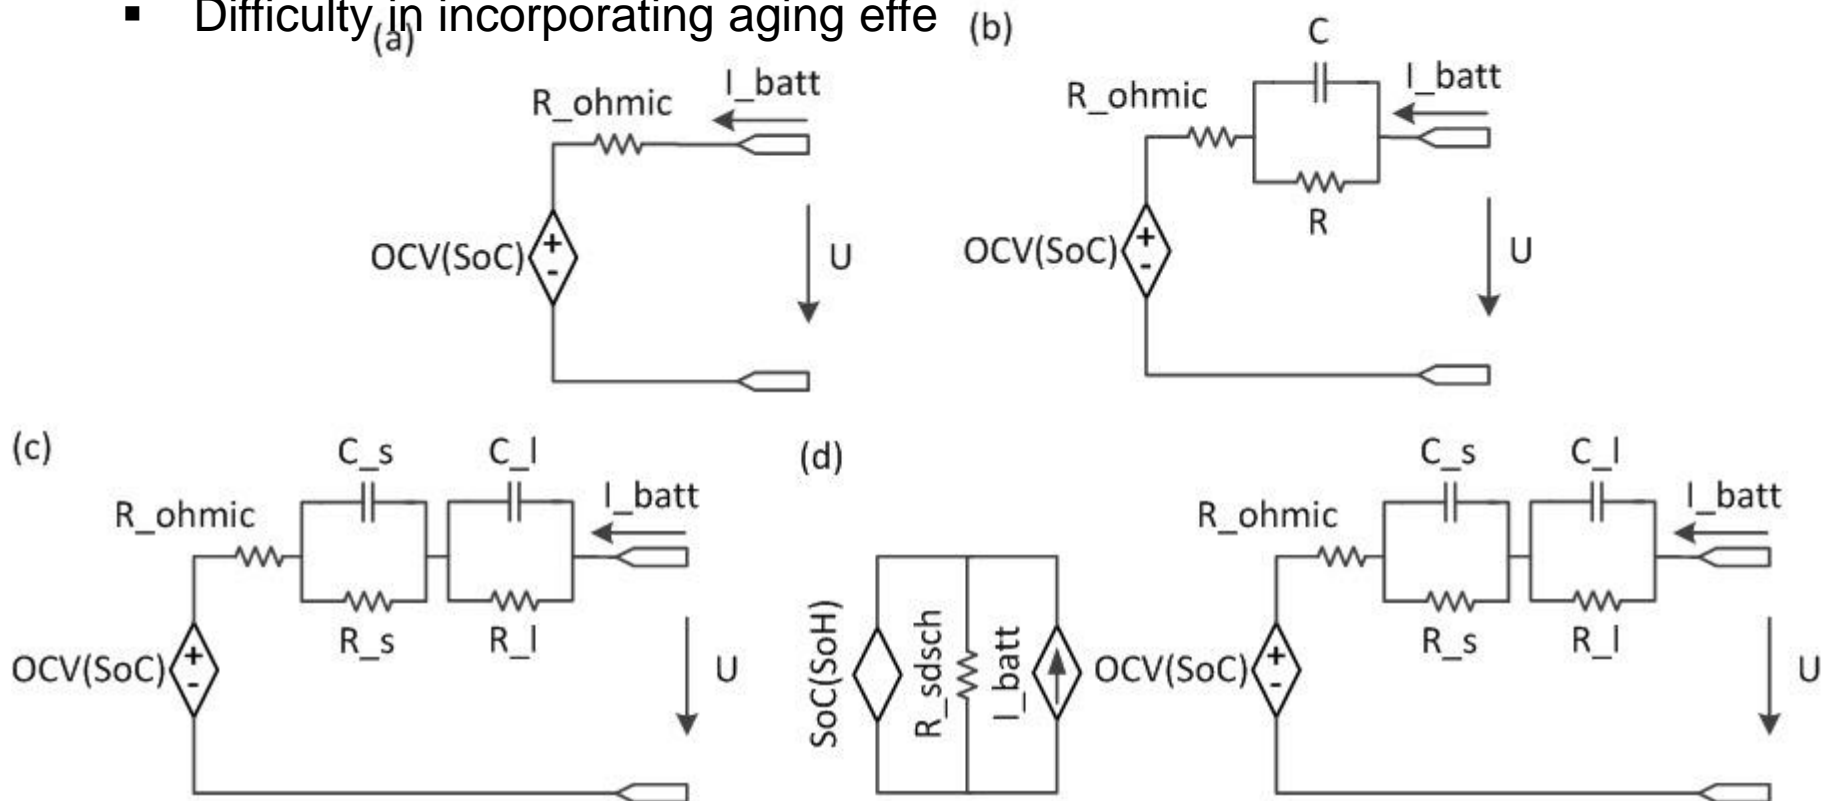 ▪ Difficulty in incorporating aging effe
(a)
I_batt
R_ohmic
OCV(SoC)
+
-
U
(b)
C
I_batt
R_ohmic
R
OCV(SoC)
+
-
U
(c)
C_s
C_l
I_batt
R_ohmic
R_s
R_l
OCV(SoC)
+
-
U
(d)
C_s
C_l
I_batt
R_ohmic
R_s
R_l
SoC(SoH)
R_sdsch
I_batt
OCV(SoC)
+
-
U